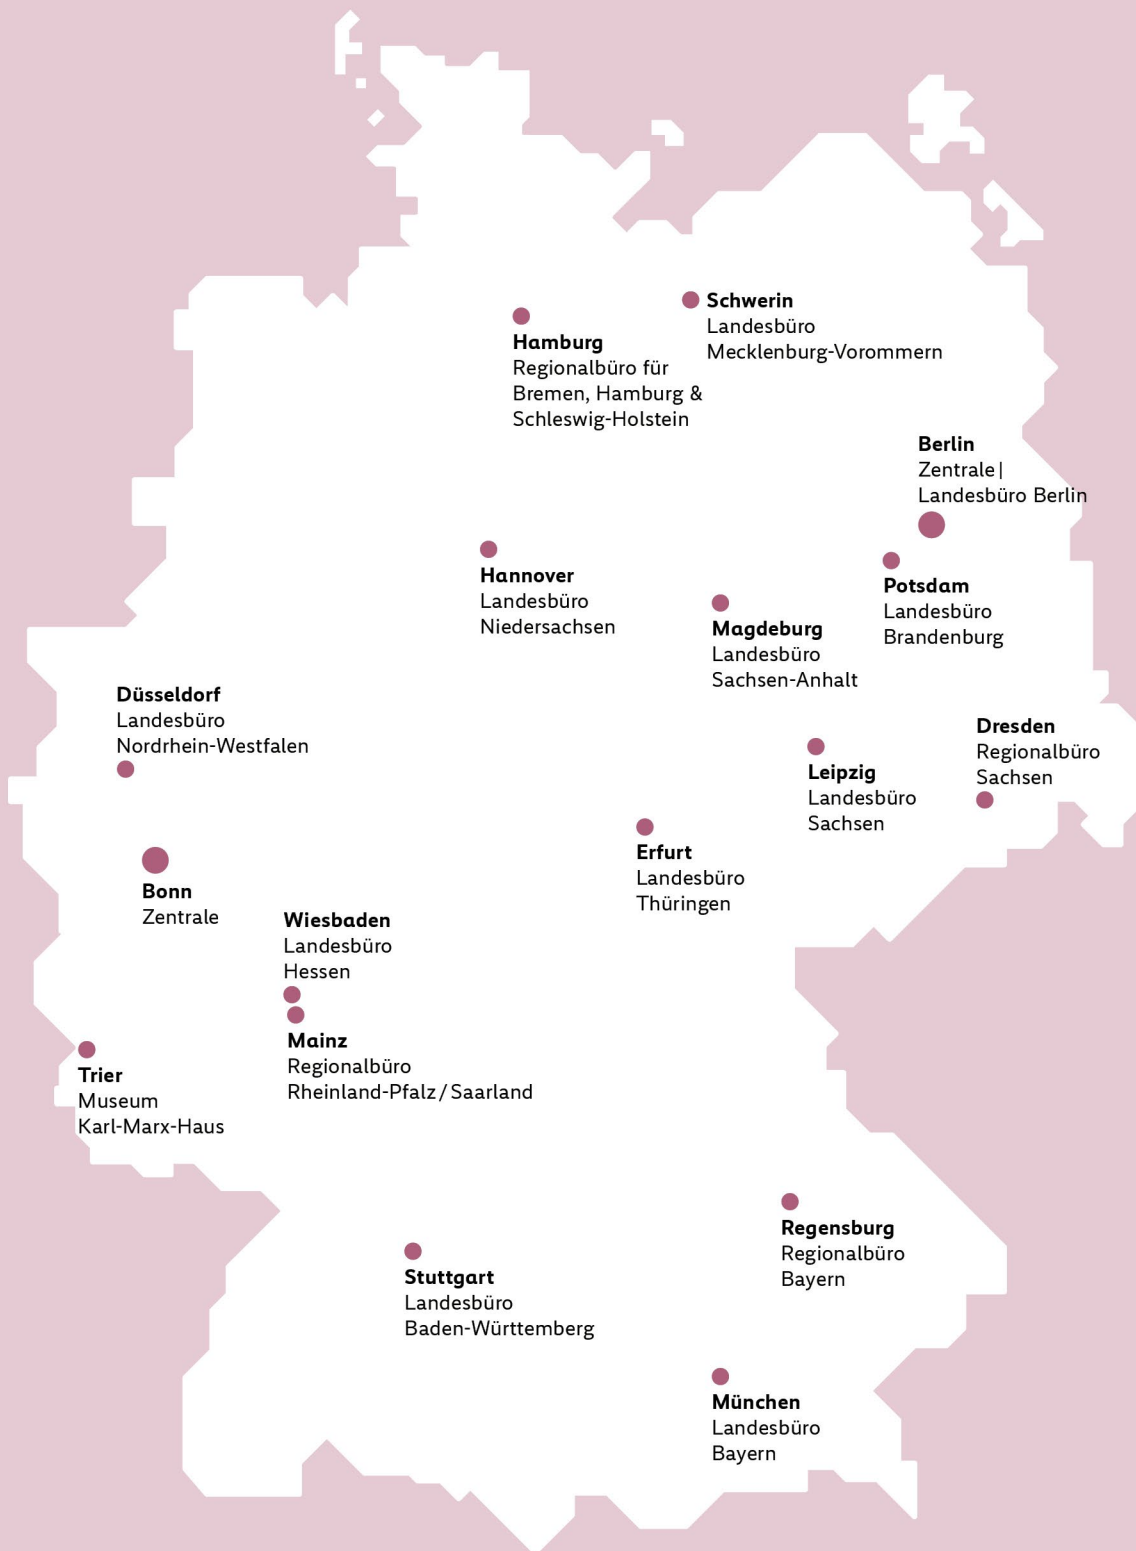 Schwerin
Landesbüro
Mecklenburg-Vorommern
Hamburg
Regionalbüro für
Bremen, Hamburg &
Schleswig-Holstein
Berlin
Zentrale |
Landesbüro Berlin
Hannover
Landesbüro
Niedersachsen
Potsdam
Landesbüro
Brandenburg
Magdeburg
Landesbüro
Sachsen-Anhalt
Düsseldorf
Landesbüro
Nordrhein-Westfalen
Dresden
Regionalbüro
Sachsen
Leipzig
Landesbüro
Sachsen
Erfurt
Landesbüro
Thüringen
Bonn
Zentrale
Wiesbaden
Landesbüro
Hessen
Mainz
Regionalbüro
Rheinland-Pfalz / Saarland
Trier
Museum
Karl-Marx-Haus
Regensburg
Regionalbüro
Bayern
Stuttgart
Landesbüro
Baden-Württemberg
München
Landesbüro
Bayern